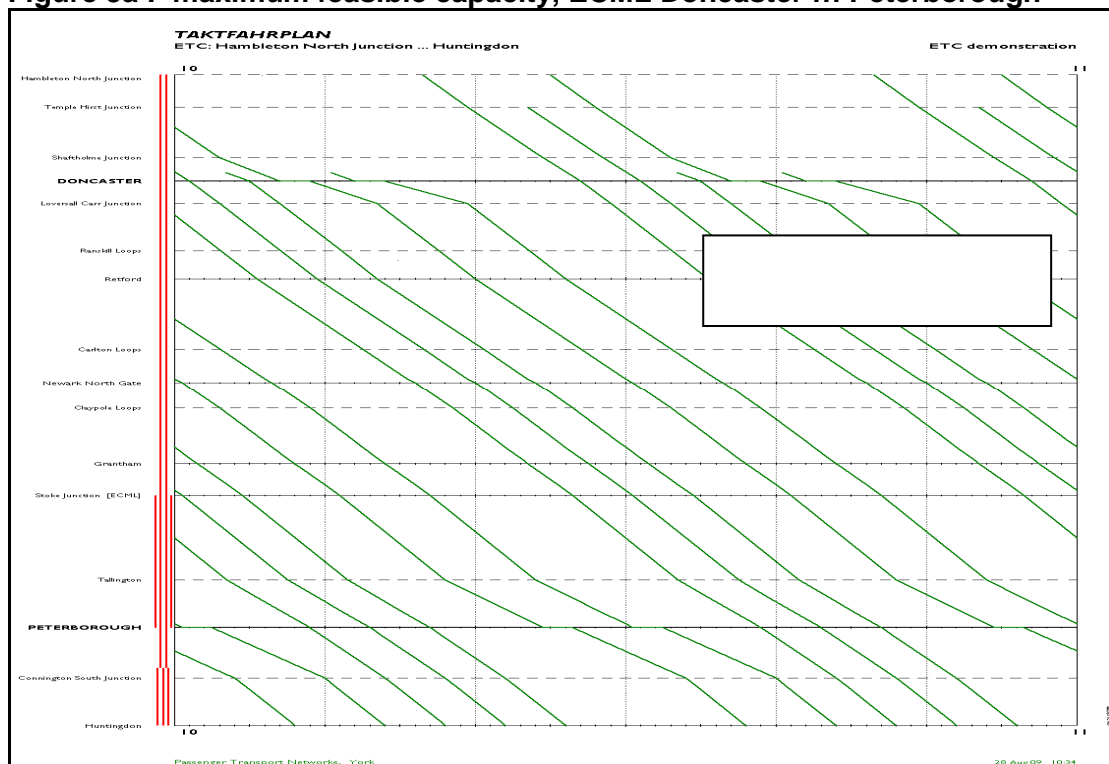 Figure 3a : maximum feasible capacity, ECML Doncaster ... Peterborough
TAKTFAHRPLAN
ETC: Hambleton North Junction ... Huntingdon
ETC demonstration
10
11
Hambleton North Junction
Temple Hirst Junction
Shaftholme Junction
DONCASTER
Loversall Carr Junction
Ranskill Loops
Retford
Carlton Loops
Newark North Gate
Claypole Loops
Grantham
Stoke Junction [ECML]
Tallington
PETERBOROUGH
Connington South Junction
Huntingdon
10
11
Passenger Transport Networks, York
28 Aug 09 10:34